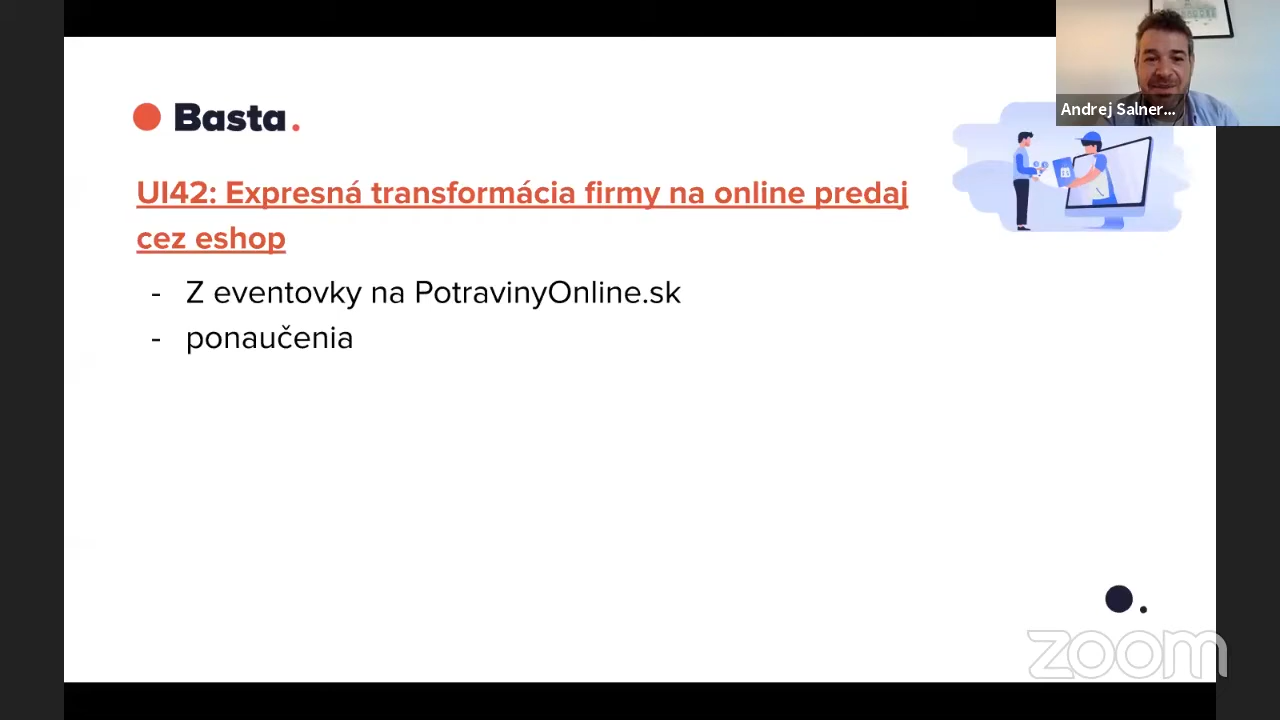 Andrej Salner...
Basta.
UI42: Expresná transformácia firmy na online predaj
cez eshop
- Z eventovky na PotravinyOnline.sk
- ponaučenia
zoom